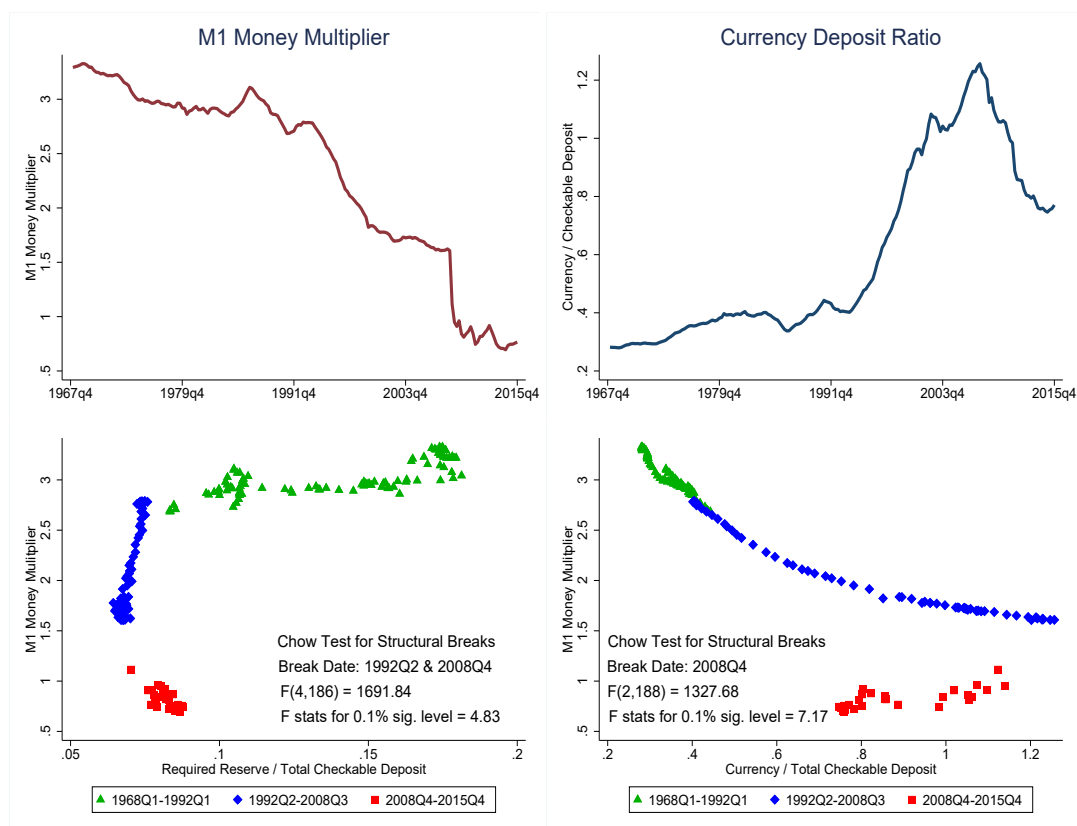 M1 Money Multiplier
M1 Money Mulitplier
3
2.5
2
1.5
1
.5
1967q4 1979q4 1991q4 2003q4 2015q4
Currency Deposit Ratio
Currency / Checkable Deposit
1.2
1
.8
.6
.4
.2
1967q4 1979q4 1991q4 2003q4 2015q4
M1 Money Mulitplier
3
2.5
2
1.5
1
.5
Chow Test for Structural Breaks
Break Date: 1992Q2 & 2008Q4
F(4,186) = 1691.84
F stats for 0.1% sig. level = 4.83
.05 .1 .15 .2
Required Reserve / Total Checkable Deposit
1968Q1-1992Q1 1992Q2-2008Q3 2008Q4-2015Q4
M1 Money Mulitplier
3
2.5
2
1.5
1
.5
Chow Test for Structural Breaks
Break Date: 2008Q4
F(2,188) = 1327.68
F stats for 0.1% sig. level = 7.17
.2 .4 .6 .8 1 1.2
Currency / Total Checkable Deposit
1968Q1-1992Q1 1992Q2-2008Q3 2008Q4-2015Q4